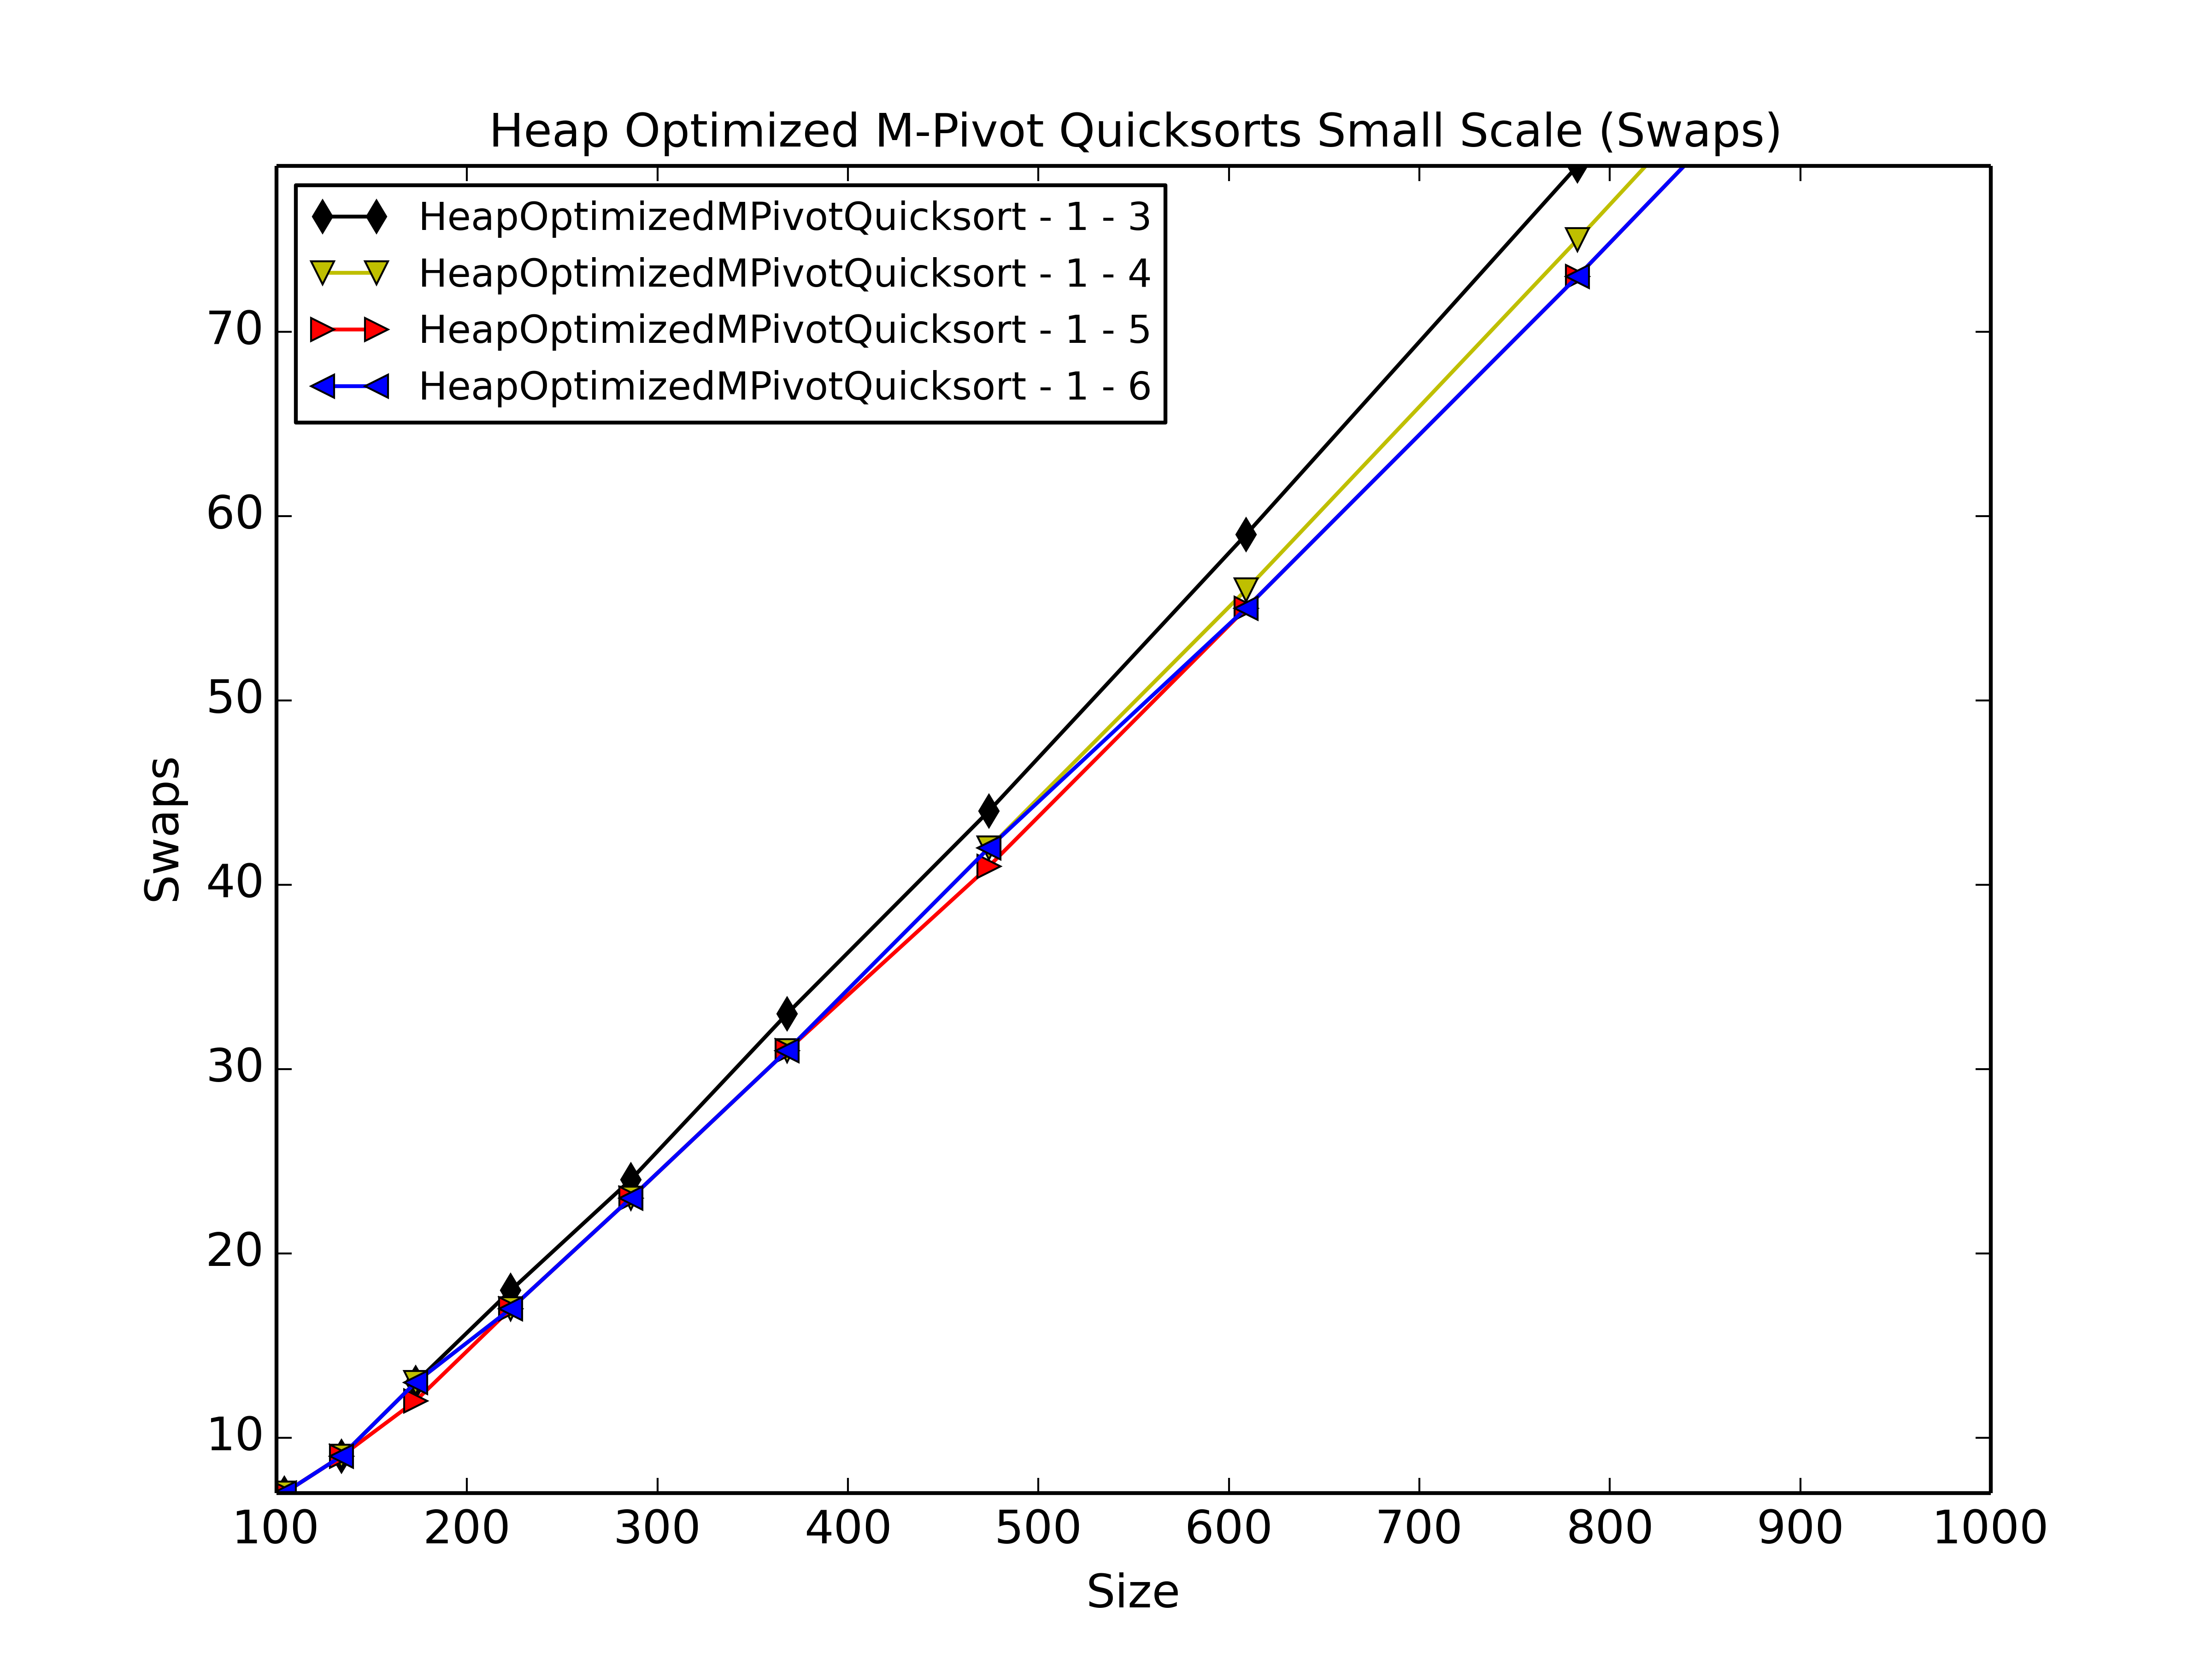 Heap Optimized M-Pivot Quicksorts Small Scale (Swaps)
HeapOptimizedMPivotQuicksort - 1 - 3
HeapOptimizedMPivotQuicksort - 1 - 4
HeapOptimizedMPivotQuicksort - 1 - 5
HeapOptimizedMPivotQuicksort - 1 - 6
70
60
50
40
30
20
10
Swaps
100 200 300 400 500 600 700 800 900 1000
Size